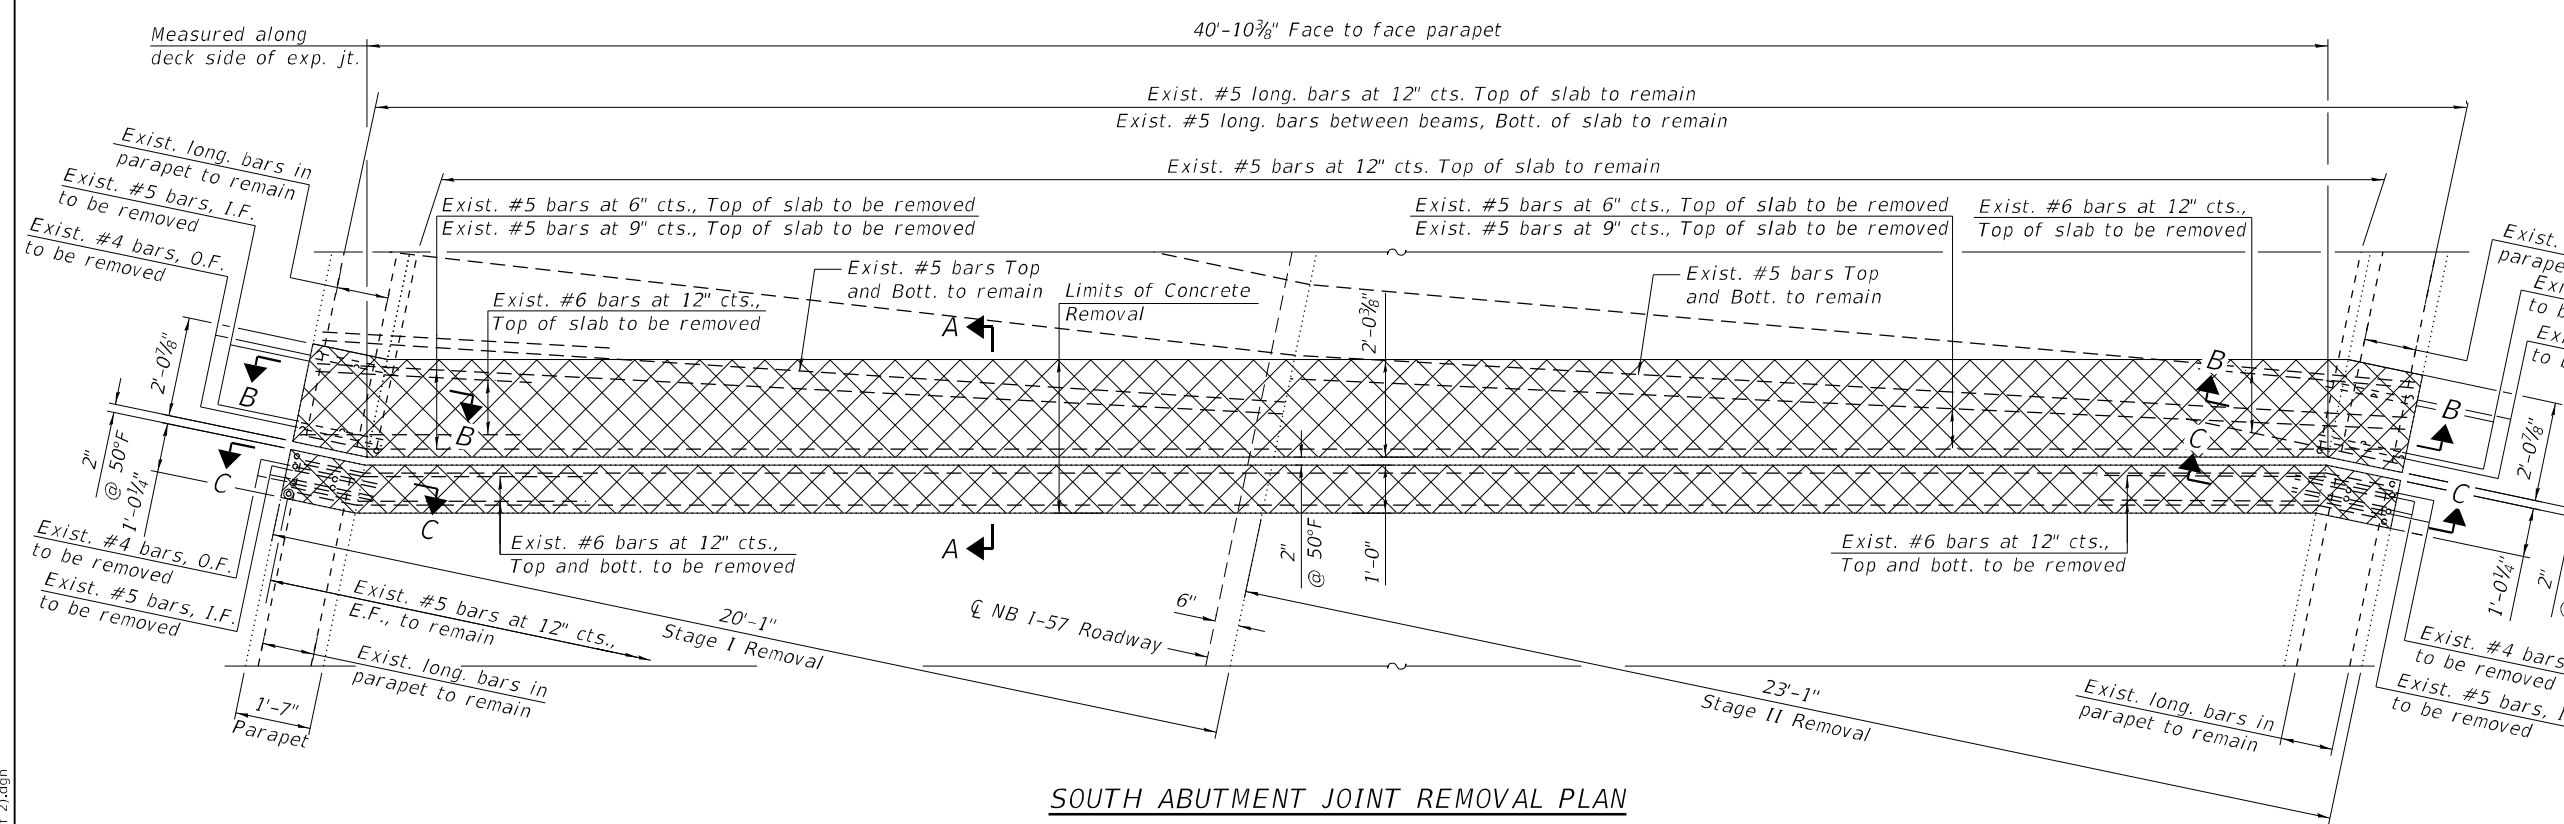 40'-10⅜" Face to face parapet
Measured along
deck side of exp. jt.
Exist. #5 long. bars at 12" cts. Top of slab to remain
Exist. #5 long. bars between beams, Bott. of slab to remain
Exist. #5 bars at 12" cts. Top of slab to remain
Exist. long. bars in
parapet to remain
Exist. #5 bars, I.F.
to be removed
Exist. #4 bars, O.F.
to be removed
Exist. #5 bars at 6" cts., Top of slab to be removed
Exist. #5 bars at 9" cts., Top of slab to be removed
Exist. #5 bars at 6" cts., Top of slab to be removed
Exist. #5 bars at 9" cts., Top of slab to be removed
Exist. #6 bars at 12" cts.,
Top of slab to be removed
Exist.
parape
Exi
to b
Exi
to b
Exist. #6 bars at 12" cts.,
Top of slab to be removed
Exist. #5 bars Top
and Bott. to remain
Limits of Concrete
Removal
Exist. #5 bars Top
and Bott. to remain
A
2'-0⅜"
2'-0⅞"
B
B
B
B
C
C
C
C
2"
@ 50°F
1'-0¼"
2'-0⅞"
1'-0¼"
2"
@
A
2"
@ 50°F
1'-0"
Exist. #6 bars at 12" cts.,
Top and bott. to be removed
Exist. #6 bars at 12" cts.,
Top and bott. to be removed
Exist. #4 bars, O.F.
to be removed
Exist. #5 bars, I.F.
to be removed
Exist. #5 bars at 12" cts.,
E.F., to remain
20'-1"
Stage I Removal
℄ NB I-57 Roadway
6"
Exist. long. bars in
parapet to remain
1'-7"
Parapet
23'-1"
Stage II Removal
Exist. long. bars in
parapet to remain
Exist. #4 bars
to be removed
Exist. #5 bars, I
to be removed
SOUTH ABUTMENT JOINT REMOVAL PLAN
f 2).dgn